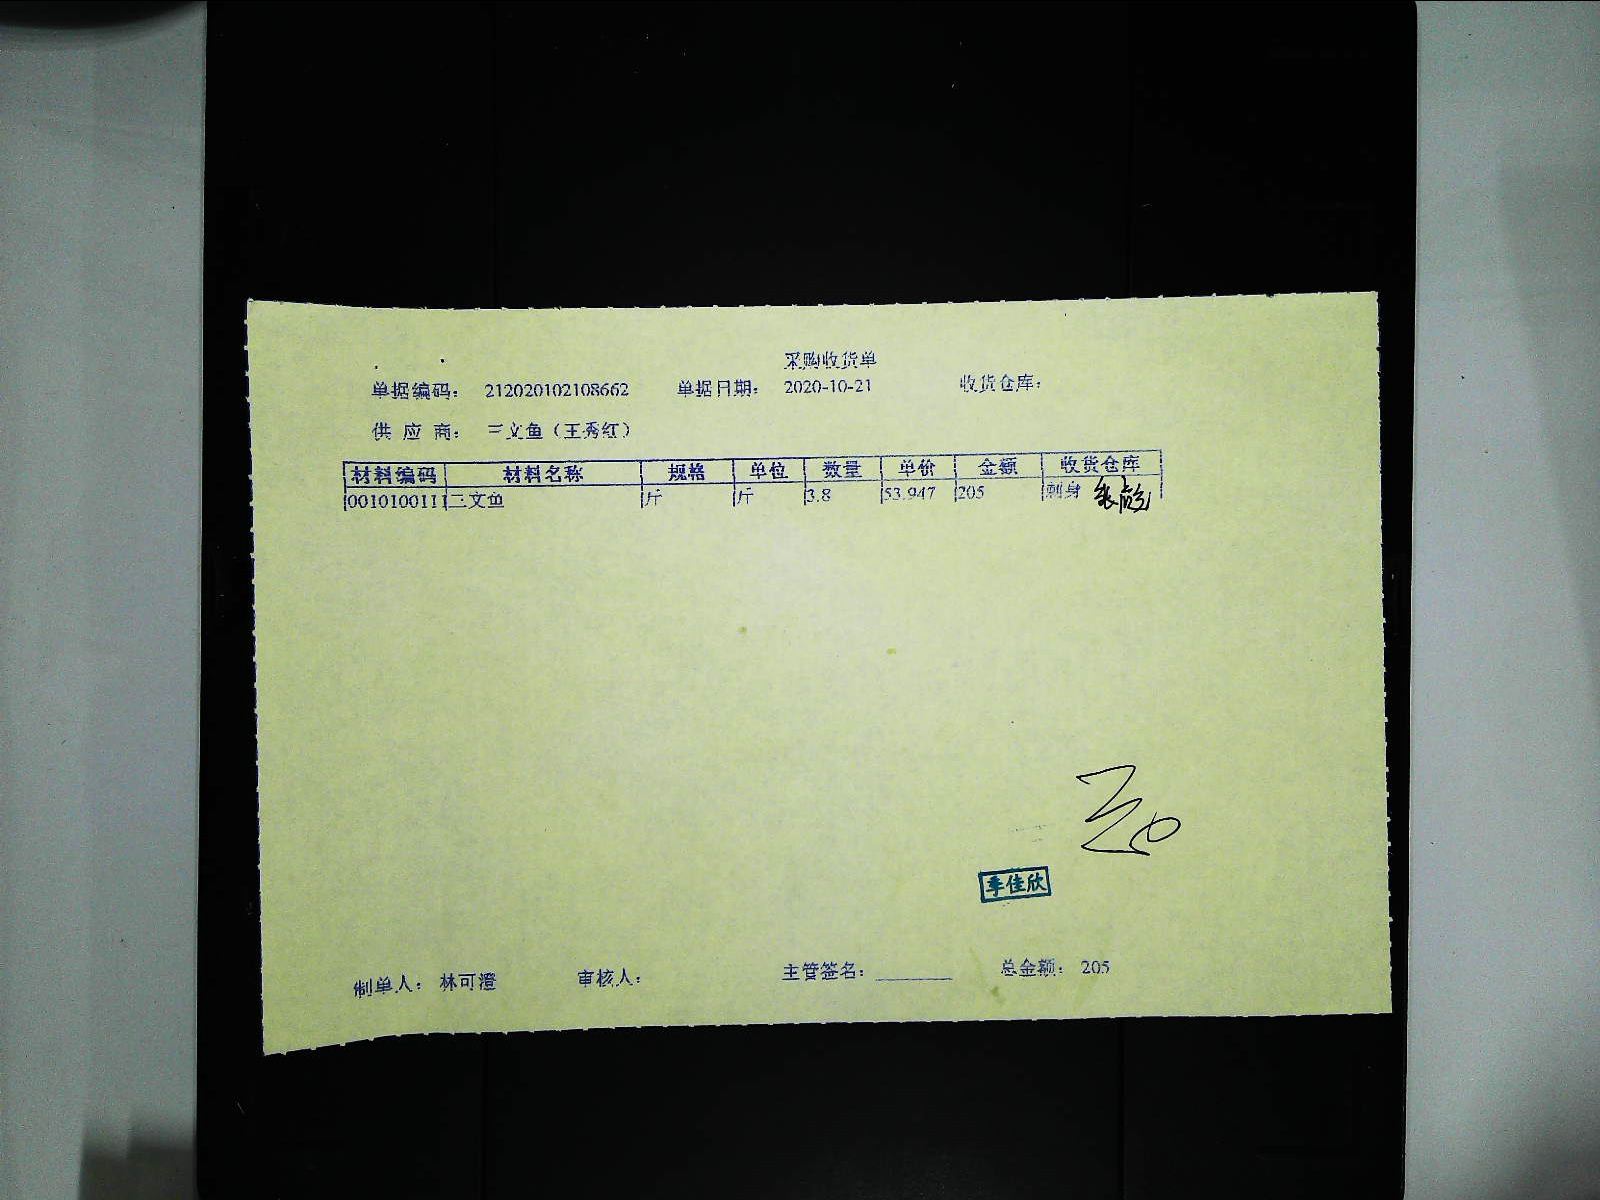 采购收货单
单据编码： 212020102108662 单据日期： 2020-10-21 收货仓库：
供 应 商： 三文鱼（王秀红）
材料编码 材料名称 规格 单位 数量 单价 金额 收货仓库
0010100111 三文鱼 斤 斤 3.8 53.947 205 刺身
季佳欣
制单人： 林可澄 审核人： 主管签名： 总金额： 205